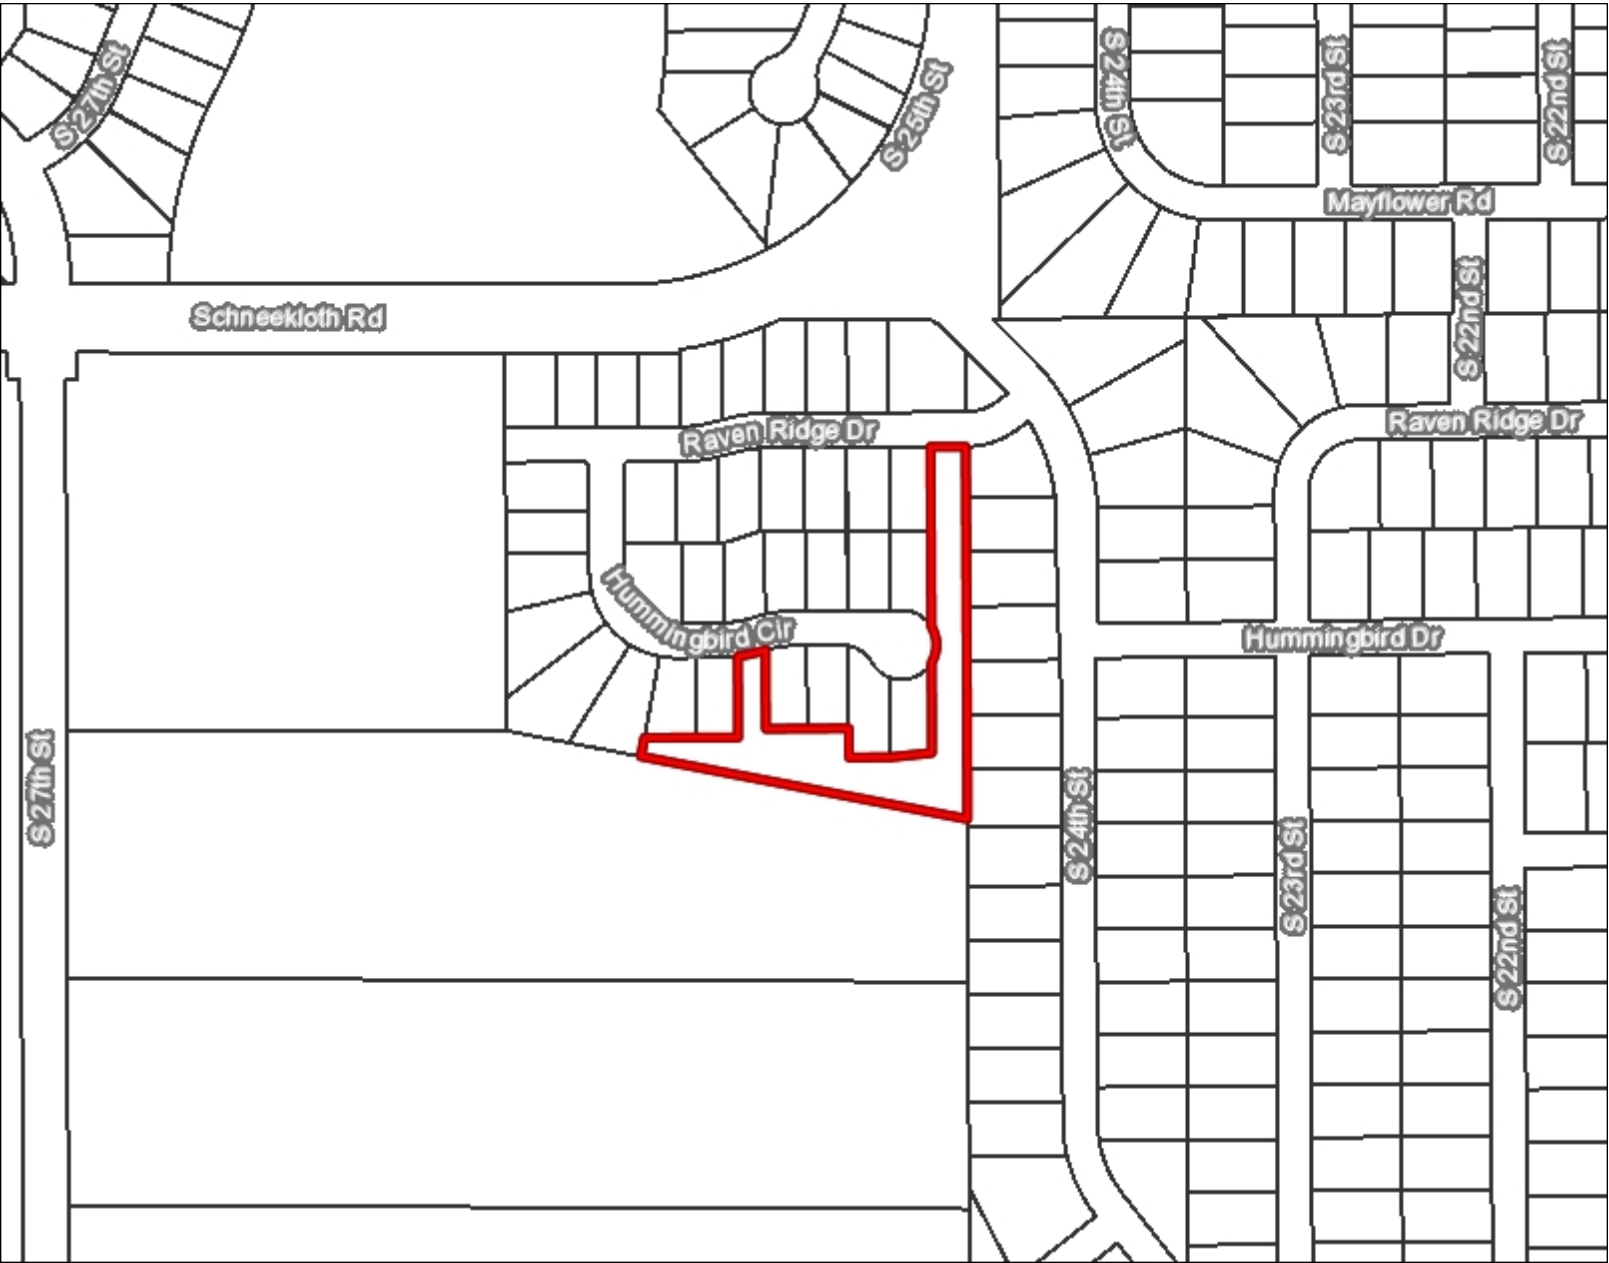 S 27th St
S 25th St
S 24th St
S 23rd St
S 22nd St
Mayflower Rd
Schneekloth Rd
S 22nd St
Raven Ridge Dr
Raven Ridge Dr
Hummingbird Cir
Hummingbird Dr
S 27th St
S 24th St
S 23rd St
S 22nd St